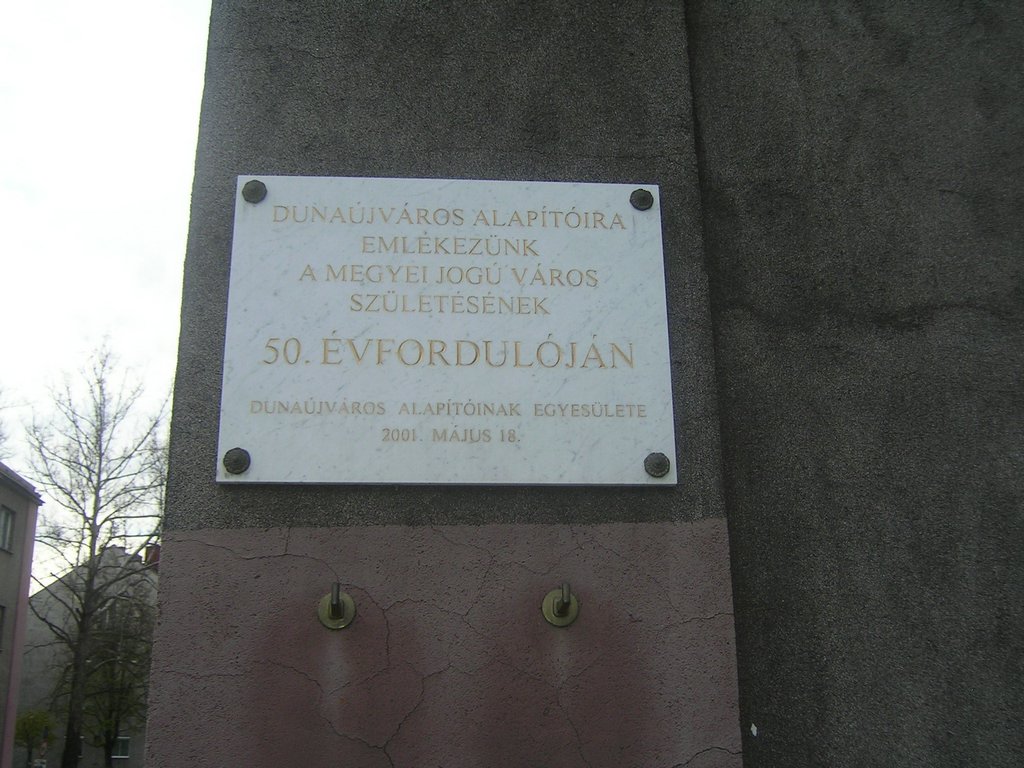 DUNAÚJVÁROS ALAPÍTÓIRA
EMLÉKEZÜNK
A MEGYEI JOGÚ VÁROS
SZÜLETÉSÉNEK
50. ÉVFORDULÓJÁN
DUNAÚJVÁROS ALAPÍTÓINAK EGYESÜLETE
2001. MÁJUS 18.